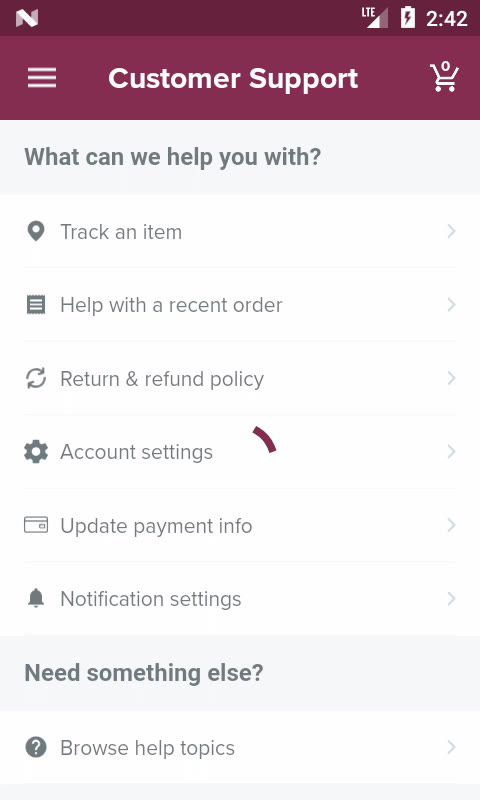 LTE 2:42
Customer Support
0
What can we help you with?
Track an item
Help with a recent order
Return & refund policy
Account settings
Update payment info
Notification settings
Need something else?
Browse help topics